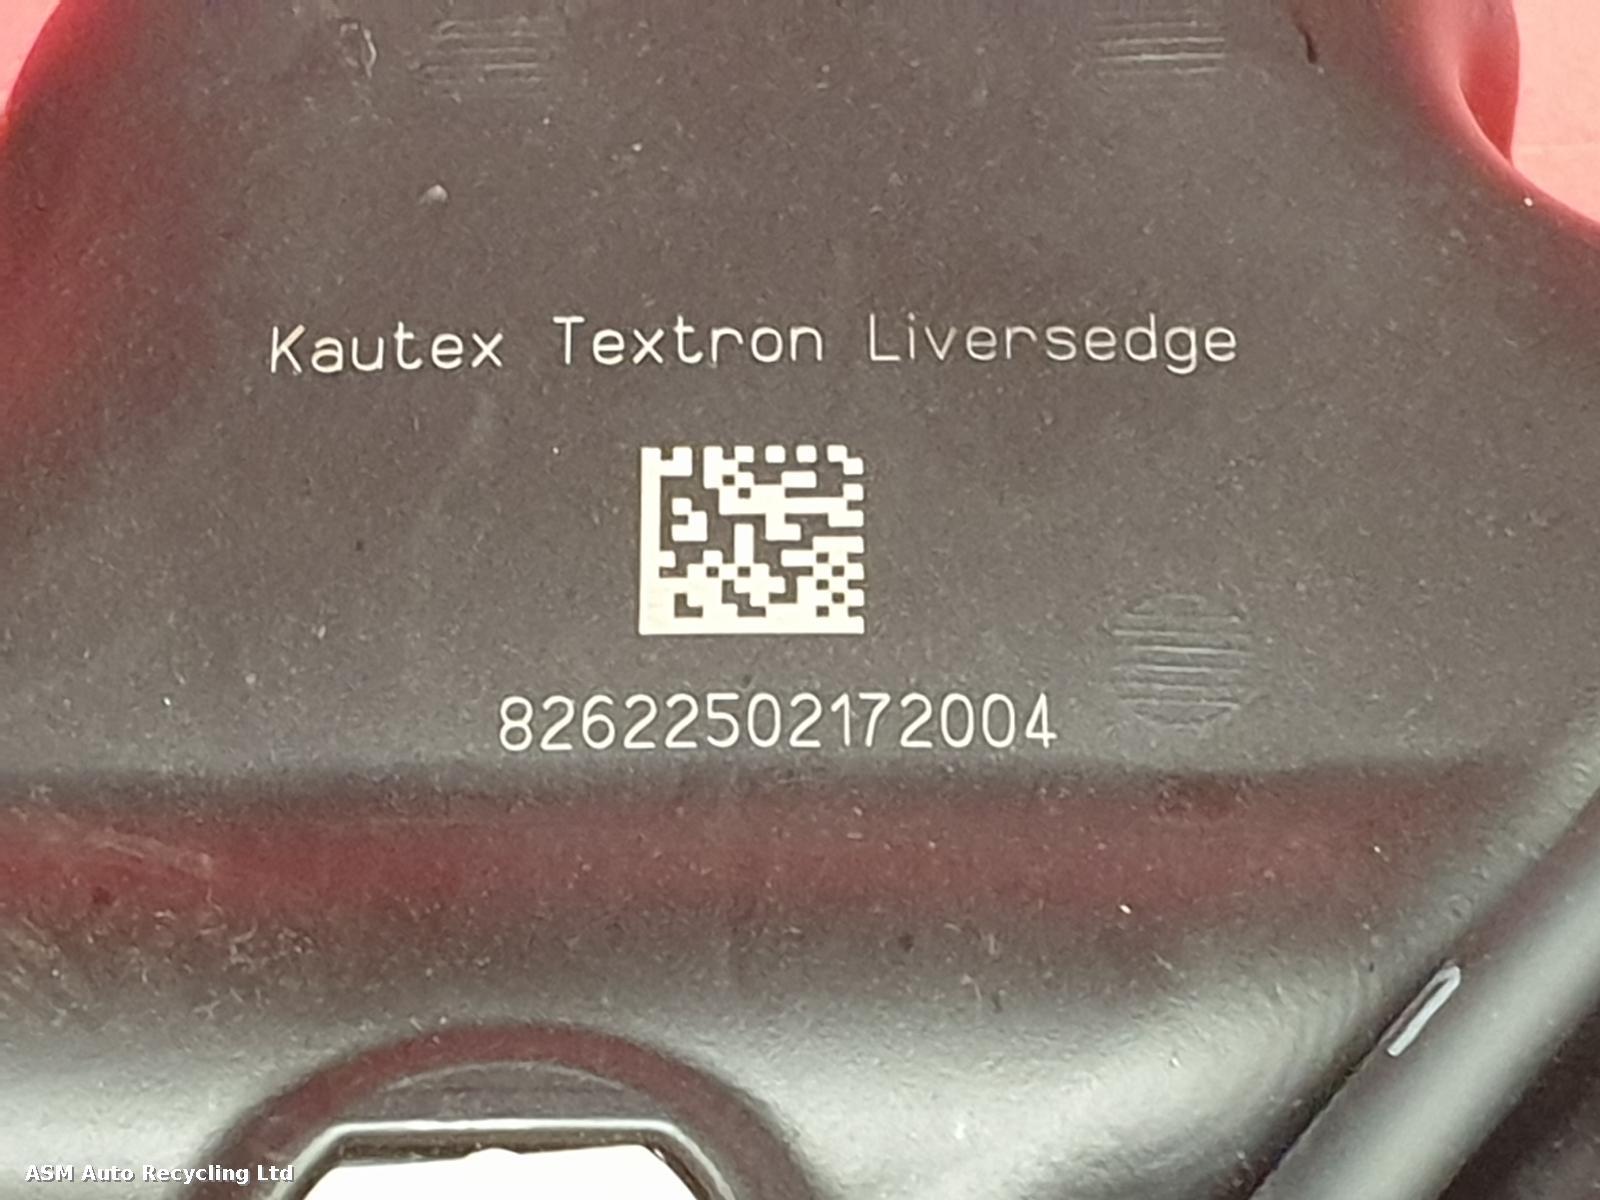 Kautex Textron Liversedge
82622502172004
ASM Auto Recycling Ltd